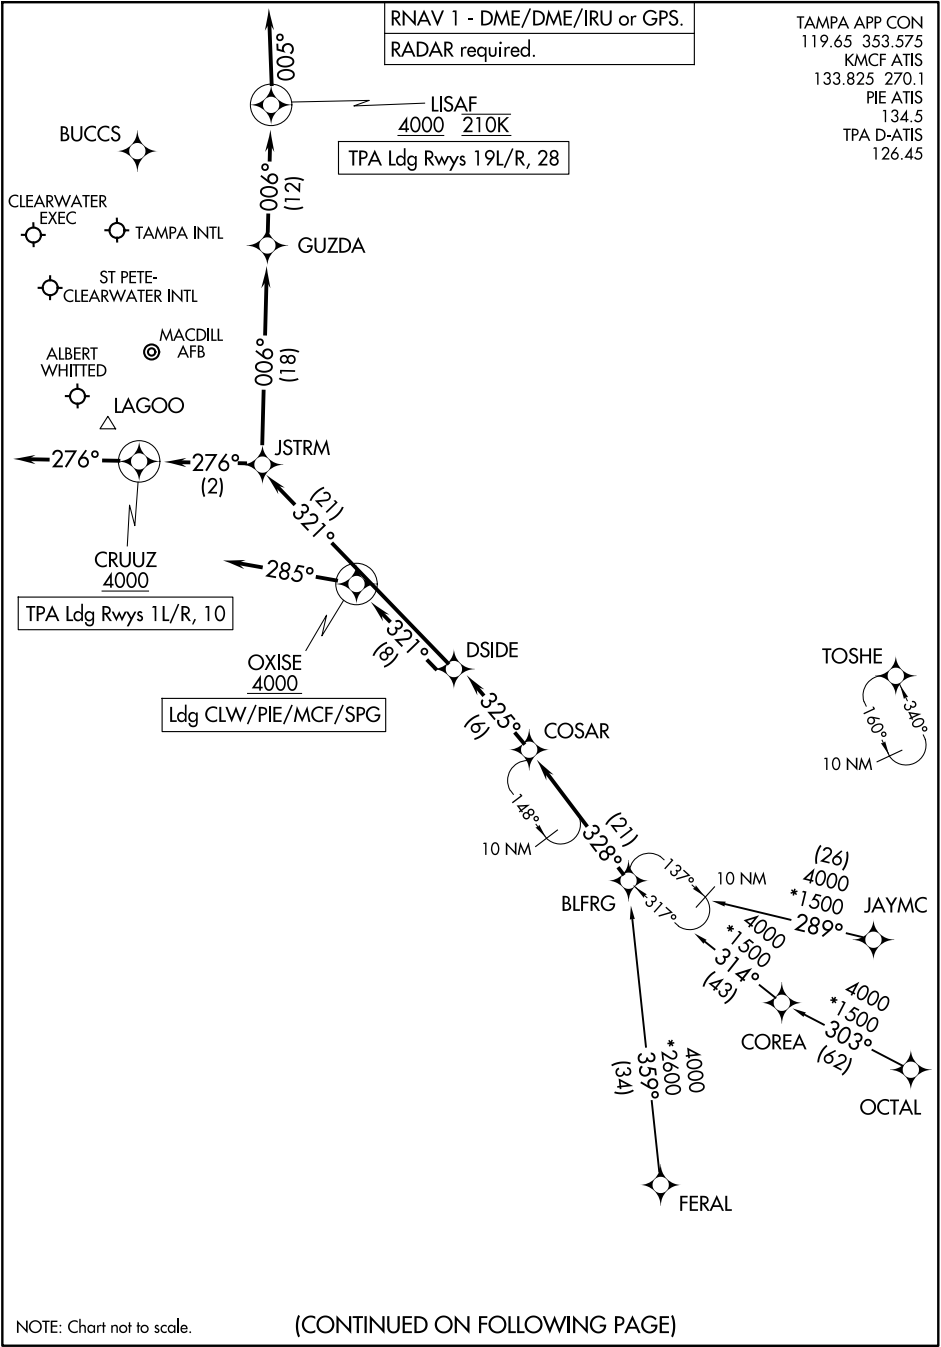 RNAV 1 - DME/DME/IRU or GPS.
RADAR required.
TAMPA APP CON
119.65 353.575
KMCF ATIS
133.825 270.1
PIE ATIS
134.5
TPA D-ATIS
126.45
005°
LISAF
4000 210K
TPA Ldg Rwys 19L/R, 28
BUCCS
006°
(12)
CLEARWATER
EXEC
TAMPA INTL
GUZDA
ST PETE-
CLEARWATER INTL
MACDILL
AFB
ALBERT
WHITTED
006°
(18)
LAGOO
JSTRM
276°
276°
(2)
(21)
321°
CRUUZ
4000
TPA Ldg Rwys 1L/R, 10
285°
321°
(8)
OXISE
4000
Ldg CLW/PIE/MCF/SPG
DSIDE
325°
(6)
COSAR
TOSHE
340°
160°
10 NM
148°
10 NM
(21)
328°
BLFRG
137°
317°
10 NM
(26)
4000
*1500
289°
JAYMC
4000
*1500
314°
(43)
COREA
4000
*1500
303°
(62)
OCTAL
4000
*2600
359°
(34)
FERAL
NOTE: Chart not to scale.
(CONTINUED ON FOLLOWING PAGE)